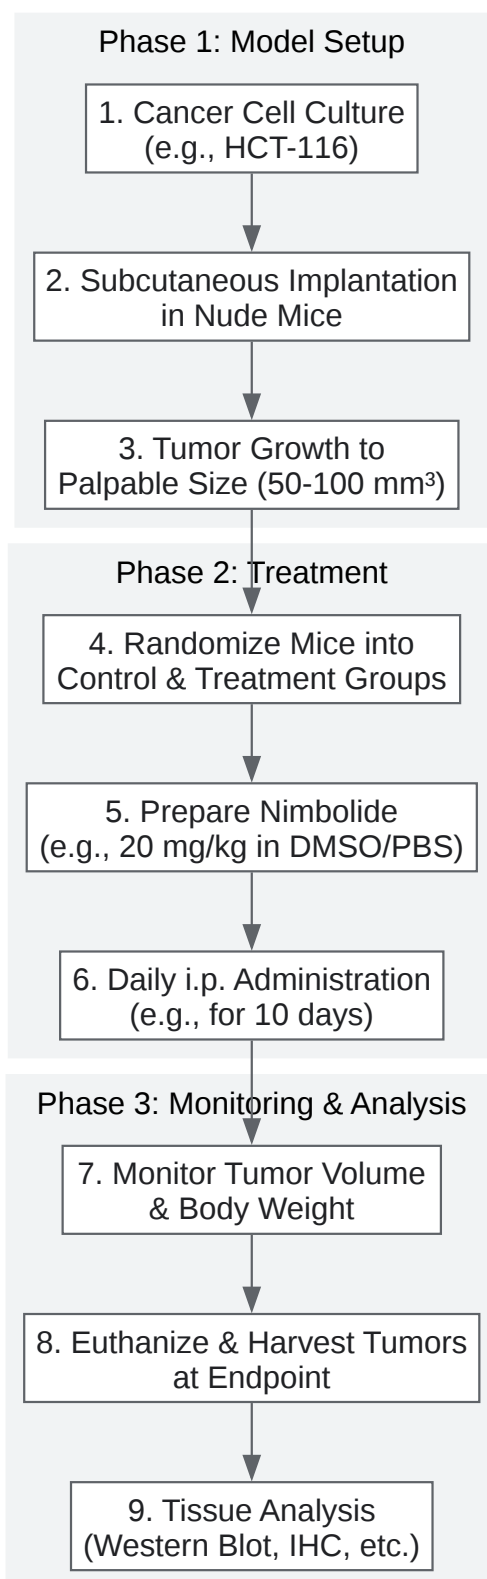 Phase 1: Model Setup
1. Cancer Cell Culture
(e.g., HCT-116)
2. Subcutaneous Implantation
in Nude Mice
3. Tumor Growth to
Palpable Size (50-100 mm³)
Phase 2: Treatment
4. Randomize Mice into
Control & Treatment Groups
5. Prepare Nimbolide
(e.g., 20 mg/kg in DMSO/PBS)
6. Daily i.p. Administration
(e.g., for 10 days)
Phase 3: Monitoring & Analysis
7. Monitor Tumor Volume
& Body Weight
8. Euthanize & Harvest Tumors
at Endpoint
9. Tissue Analysis
(Western Blot, IHC, etc.)